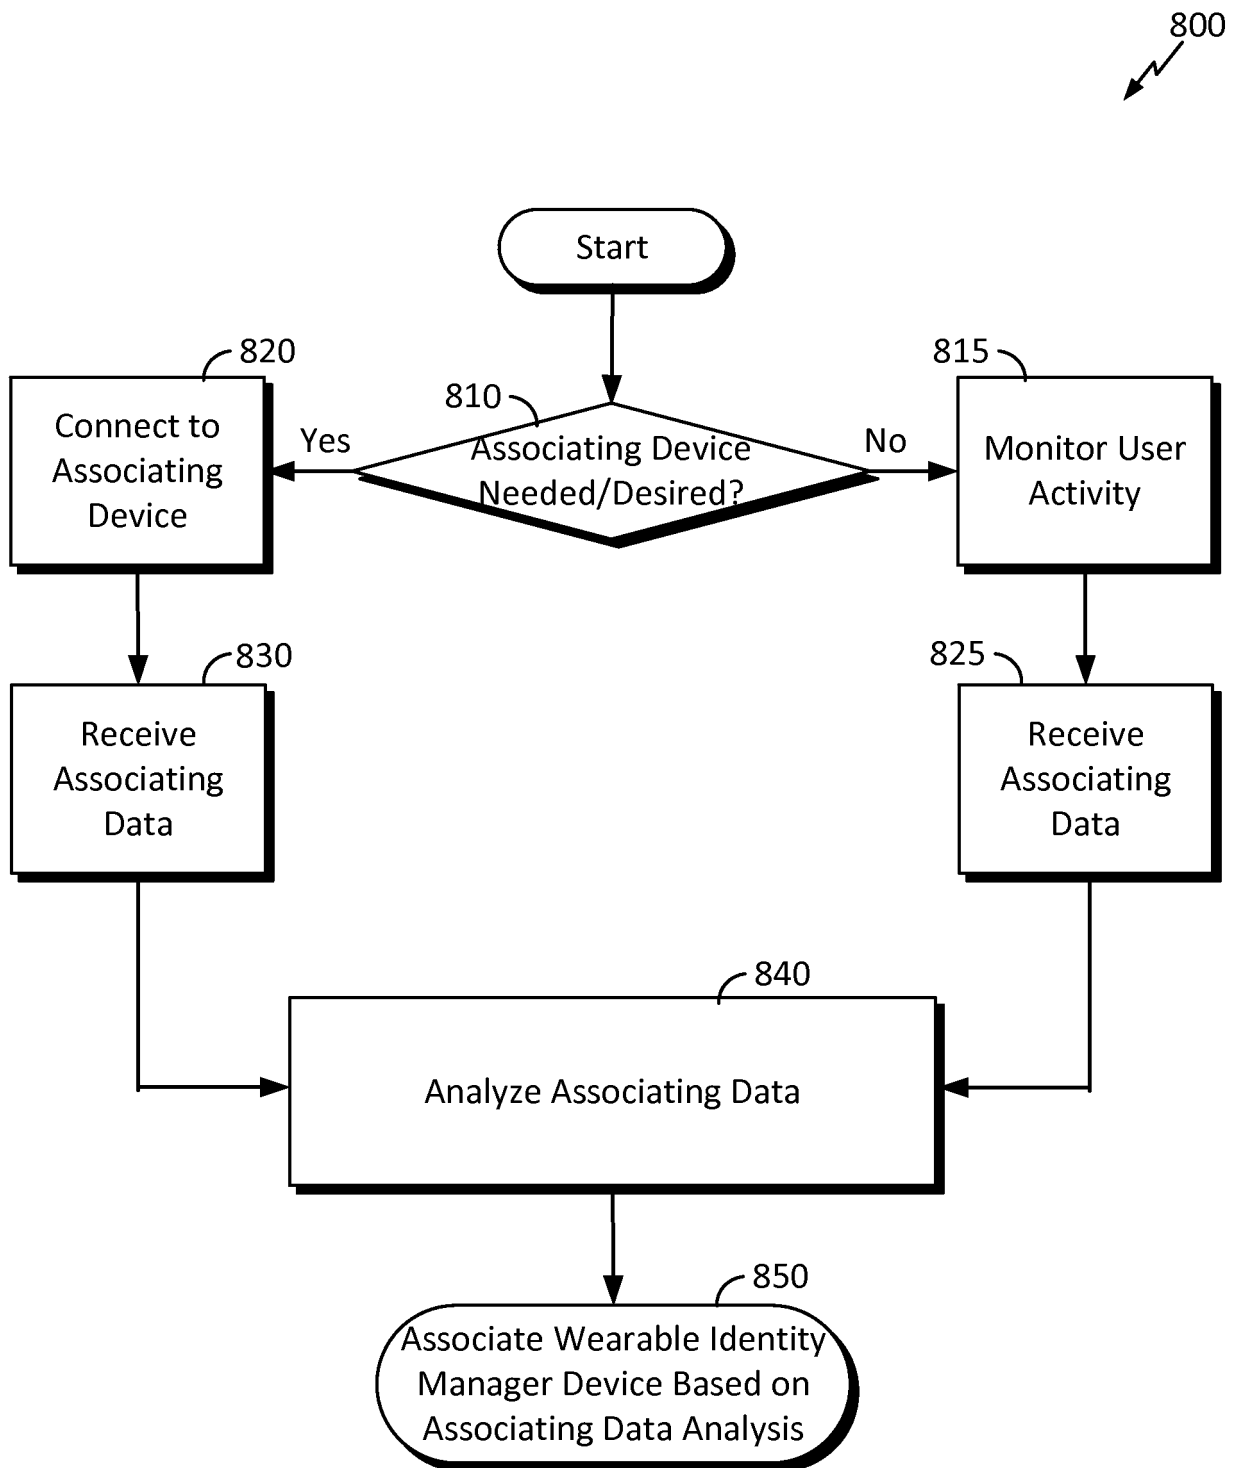 800
Start
820
815
810
Connect to
Associating
Device
Yes
Associating Device
Needed/Desired?
No
Monitor User
Activity
830
825
Receive
Associating
Data
Receive
Associating
Data
840
Analyze Associating Data
850
Associate Wearable Identity
Manager Device Based on
Associating Data Analysis